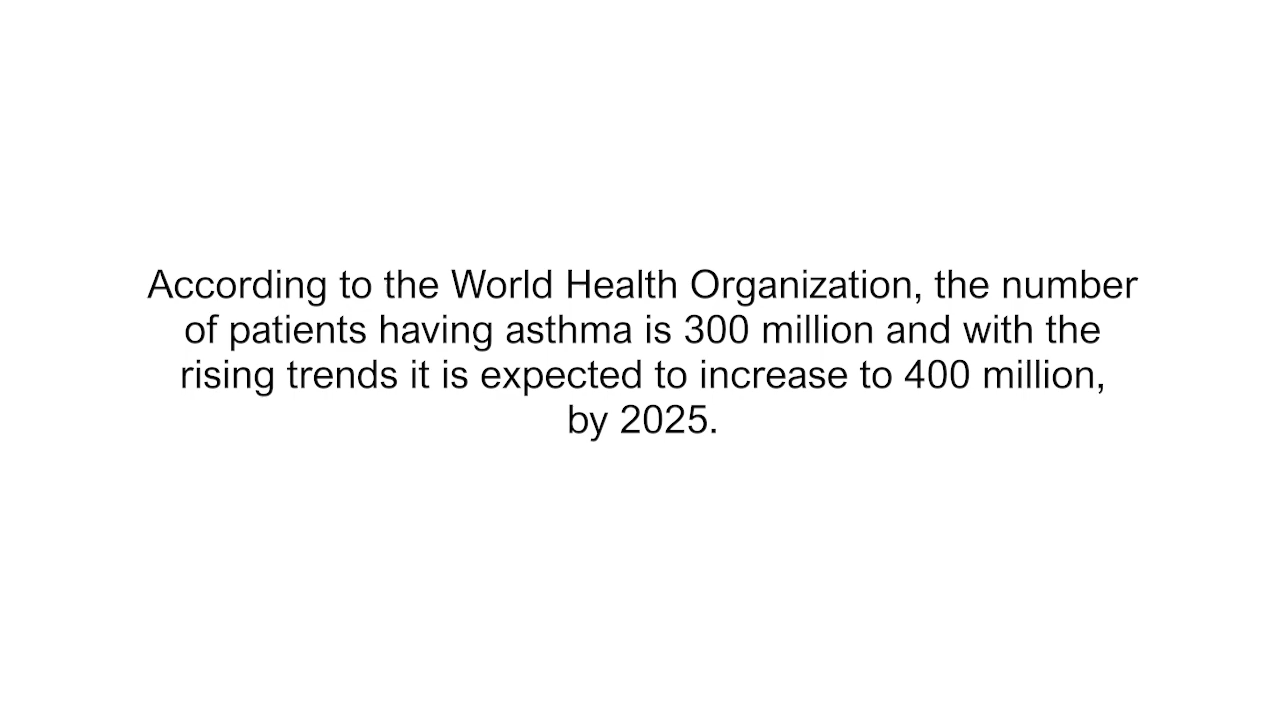 According to the World Health Organization, the number
of patients having asthma is 300 million and with the
rising trends it is expected to increase to 400 million,
by 2025.